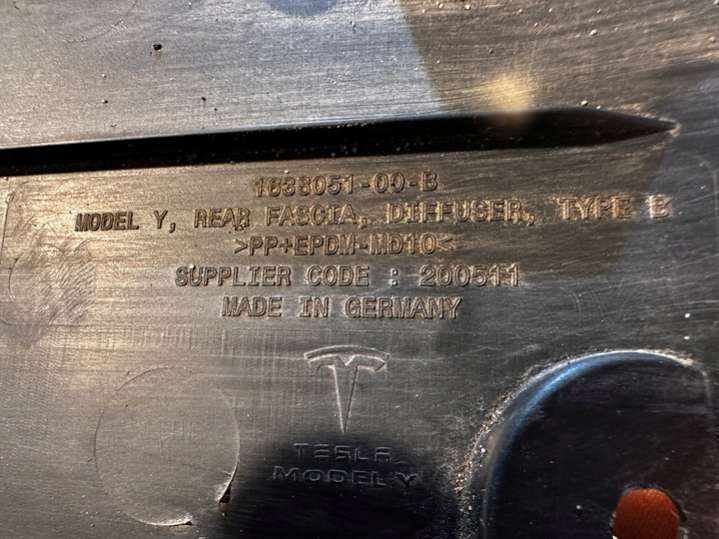 1638051-00-B
MODEL Y, REAR FASCIA, DIFFUSER, TYPE B
>PP+EPDM-MD10<
SUPPLIER CODE : 200511
MADE IN GERMANY
TESLA
MODEL Y